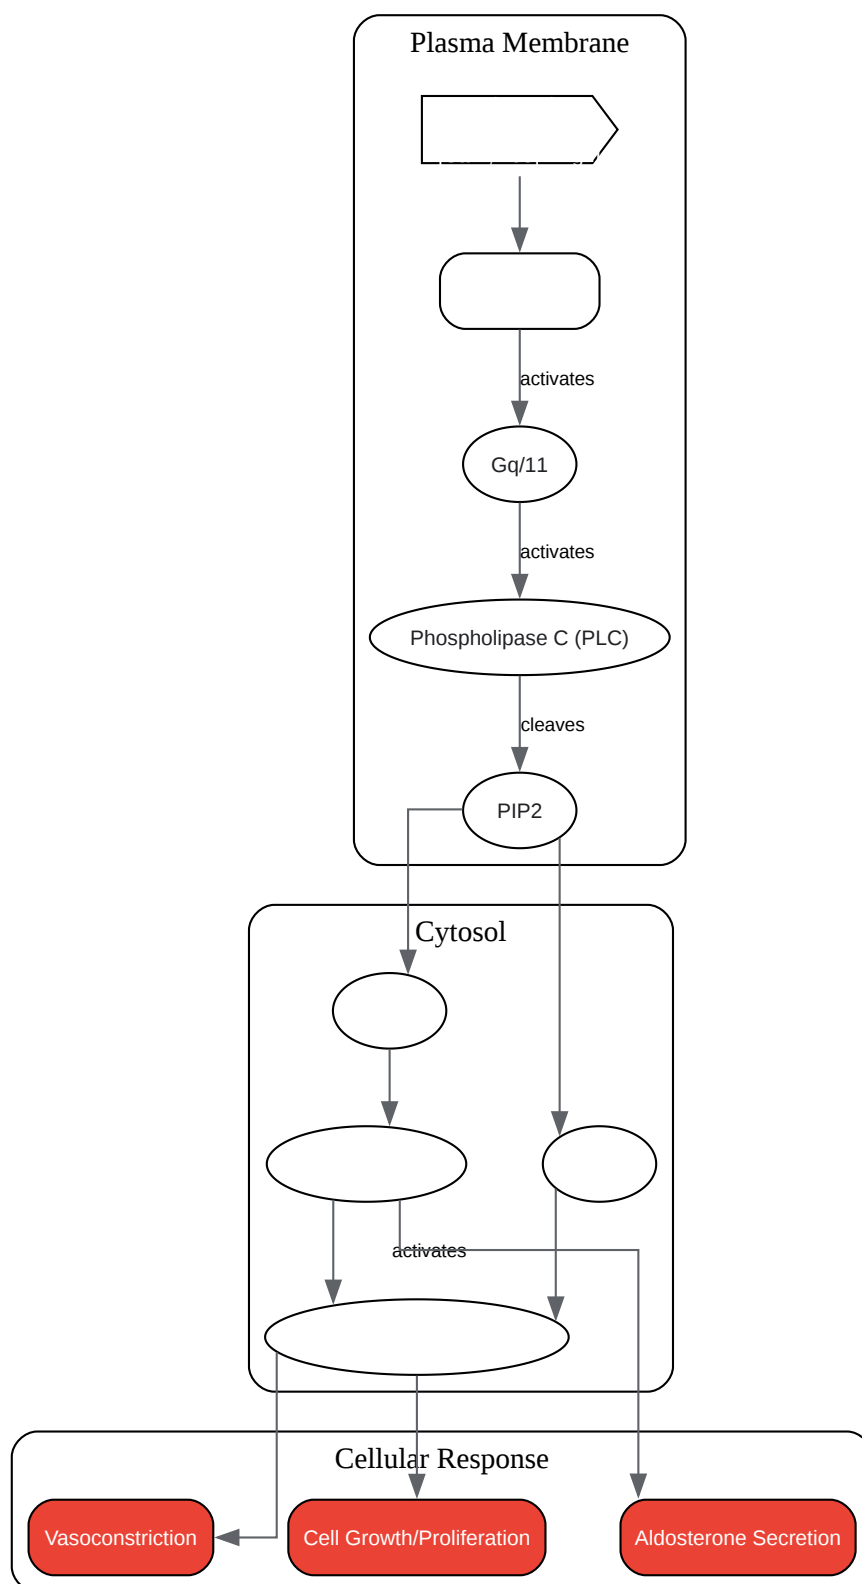 Plasma Membrane
activates
Gq/11
activates
Phospholipase C (PLC)
cleaves
PIP2
Cytosol
activates
Cellular Response
Vasoconstriction
Cell Growth/Proliferation
Aldosterone Secretion